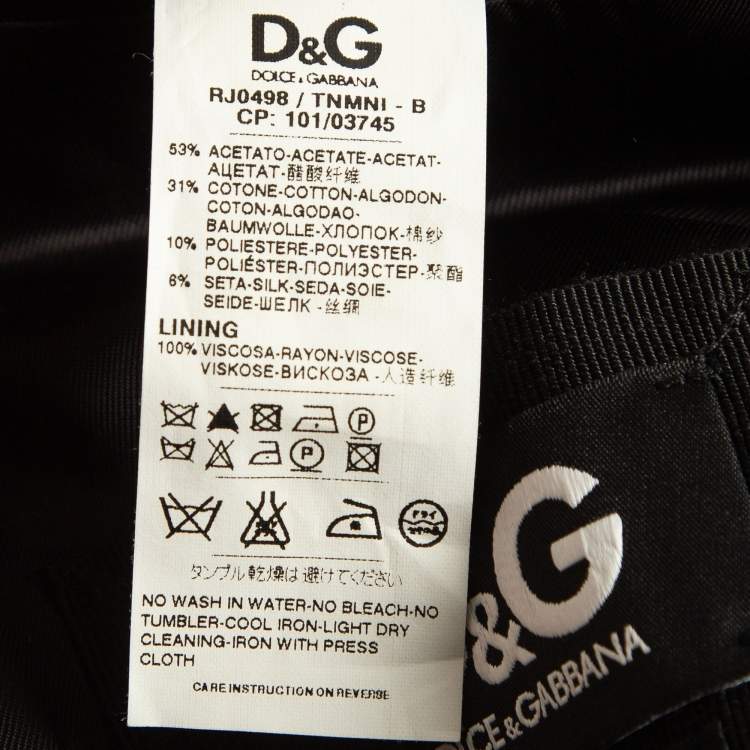 D&G
DOLCE & GABBANA
RJ0498 / TNMNI - B
CP: 101/03745
53% ACETATO-ACETATE-ACETAT-
АЦЕТАТ-醋酸纤维
31% COTONE-COTTON-ALGODON-
COTON-ALGODAO-
BAUMWOLLE-ХЛОПОК-棉纱
10% POLIESTERE-POLYESTER-
POLIÉSTER-ПОЛИЭСТЕР-聚酯
6% SETA-SILK-SEDA-SOIE-
SEIDE-ШЕЛК-丝绸
LINING
100% VISCOSA-RAYON-VISCOSE-
VISKOSE-ВИСКОЗА-人造纤维
P
P
ドライ
タンブル乾燥は避けてください
NO WASH IN WATER-NO BLEACH-NO
TUMBLER-COOL IRON-LIGHT DRY
CLEANING-IRON WITH PRESS
CLOTH
CARE INSTRUCTION ON REVERSE
&G
CE & GABBANA